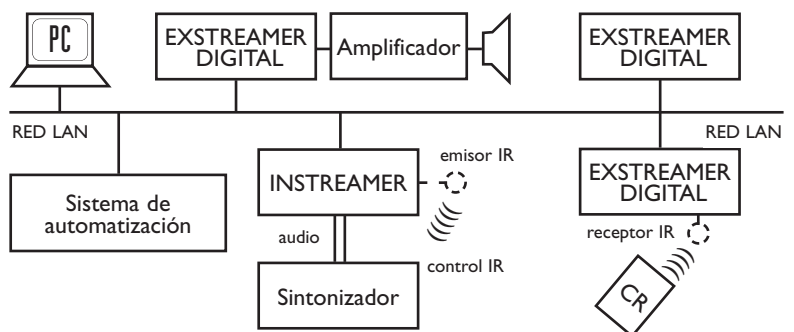 PC
EXSTREAMER
DIGITAL
Amplificador
EXSTREAMER
DIGITAL
RED LAN
RED LAN
Sistema de
automatización
INSTREAMER
emisor IR
audio
control IR
Sintonizador
EXSTREAMER
DIGITAL
receptor IR
CR